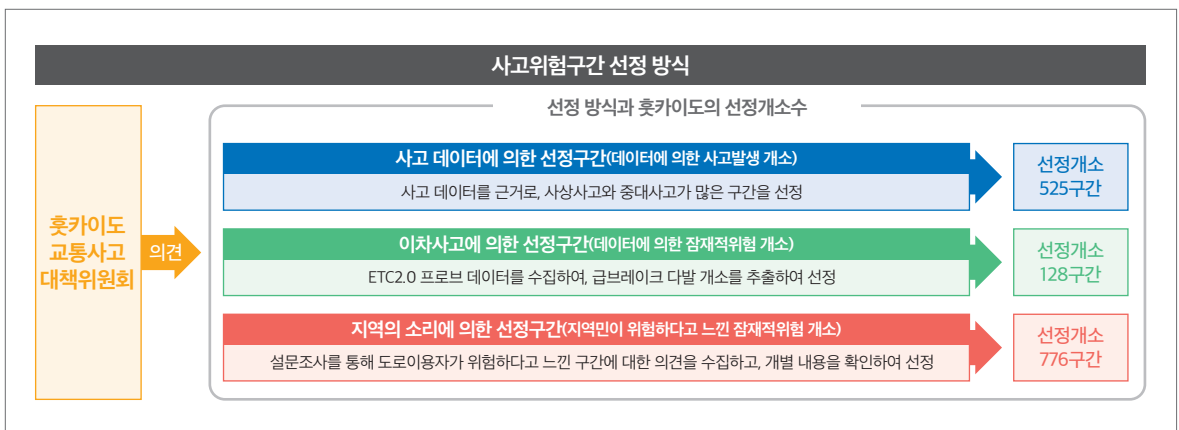 사고위험구간 선정 방식
선정 방식과 훗카이도의 선정개소수
훗카이도
교통사고
대책위원회
의견
사고 데이터에 의한 선정구간(데이터에 의한 사고발생 개소)
사고 데이터를 근거로, 사상사고와 중대사고가 많은 구간을 선정
선정개소
525구간
이차사고에 의한 선정구간(데이터에 의한 잠재적위험 개소)
ETC2.0 프로브 데이터를 수집하여, 급브레이크 다발 개소를 추출하여 선정
선정개소
128구간
지역의 소리에 의한 선정구간(지역민이 위험하다고 느낀 잠재적위험 개소)
설문조사를 통해 도로이용자가 위험하다고 느낀 구간에 대한 의견을 수집하고, 개별 내용을 확인하여 선정
선정개소
776구간